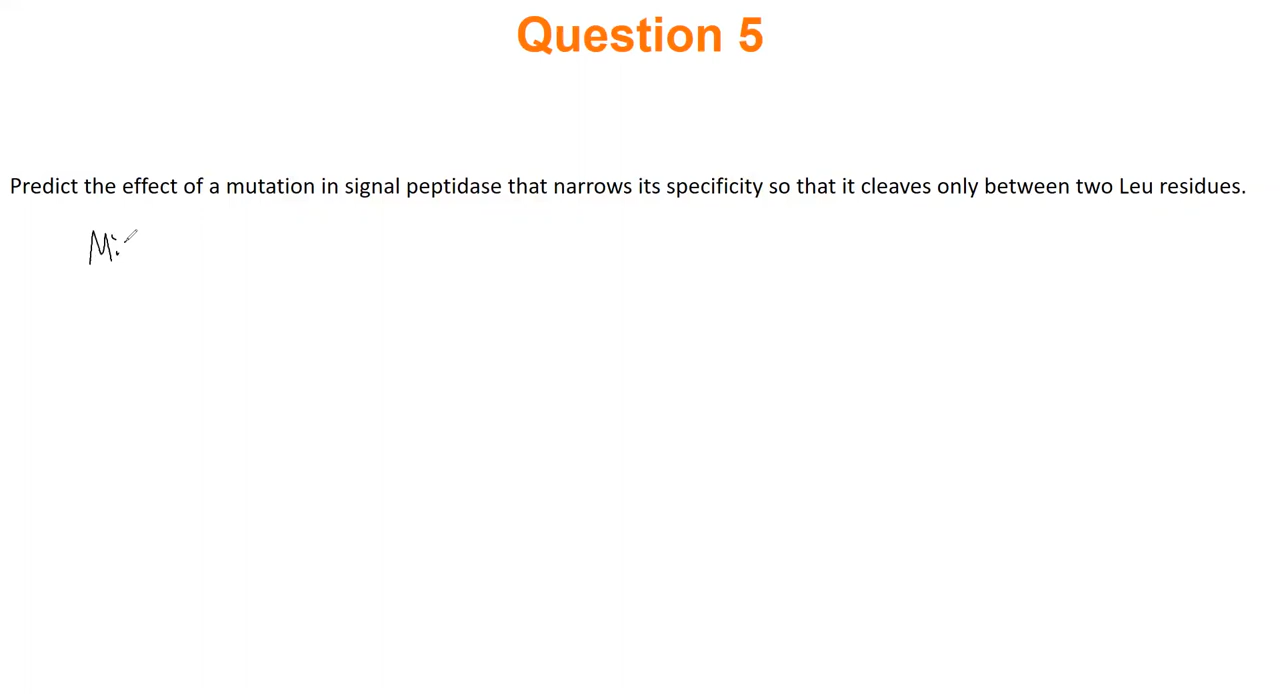 Question 5
Predict the effect of a mutation in signal peptidase that narrows its specificity so that it cleaves only between two Leu residues.